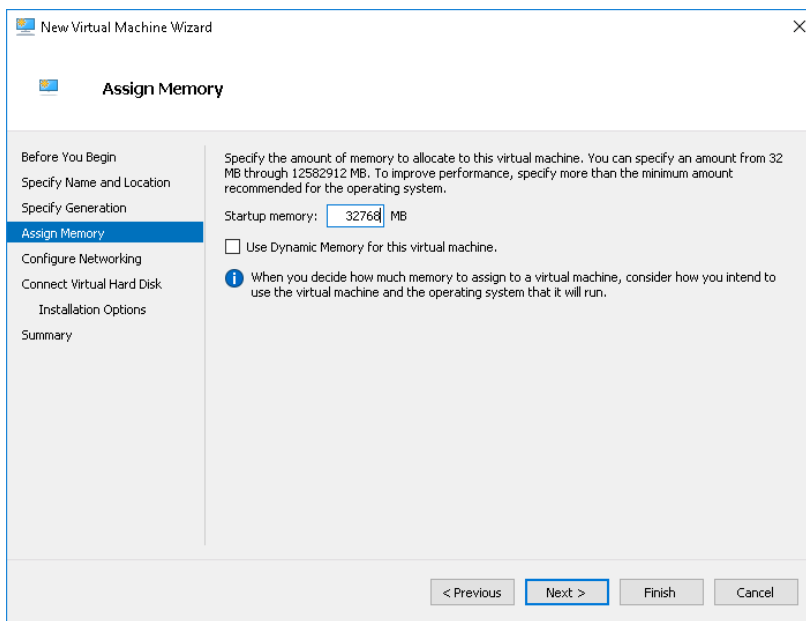 New Virtual Machine Wizard
Assign Memory
Before You Begin
Specify Name and Location
Specify Generation
Assign Memory
Configure Networking
Connect Virtual Hard Disk
Installation Options
Summary
Specify the amount of memory to allocate to this virtual machine. You can specify an amount from 32
MB through 12582912 MB. To improve performance, specify more than the minimum amount
recommended for the operating system.
Startup memory: 32768 MB
Use Dynamic Memory for this virtual machine.
When you decide how much memory to assign to a virtual machine, consider how you intend to
use the virtual machine and the operating system that it will run.
< Previous Next > Finish Cancel